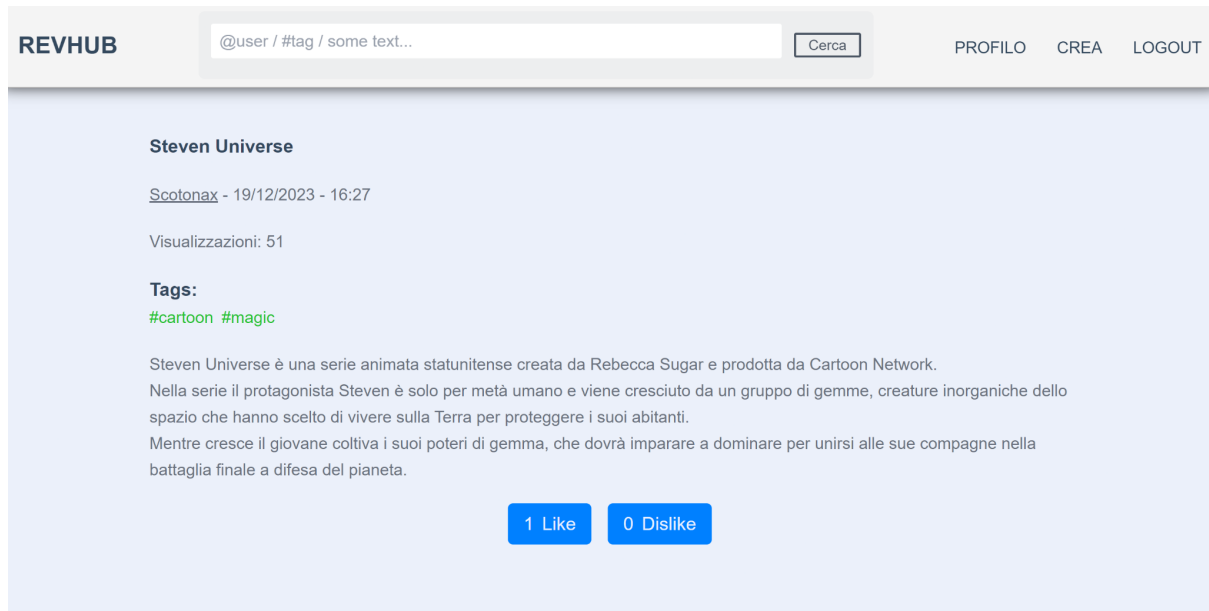 REVHUB
@user / #tag / some text...
Cerca
PROFILO CREA LOGOUT
Steven Universe
Scotonax - 19/12/2023 - 16:27
Visualizzazioni: 51
Tags:
#cartoon #magic
Steven Universe è una serie animata statunitense creata da Rebecca Sugar e prodotta da Cartoon Network.
Nella serie il protagonista Steven è solo per metà umano e viene cresciuto da un gruppo di gemme, creature inorganiche dello
spazio che hanno scelto di vivere sulla Terra per proteggere i suoi abitanti.
Mentre cresce il giovane coltiva i suoi poteri di gemma, che dovrà imparare a dominare per unirsi alle sue compagne nella
battaglia finale a difesa del pianeta.
1 Like 0 Dislike